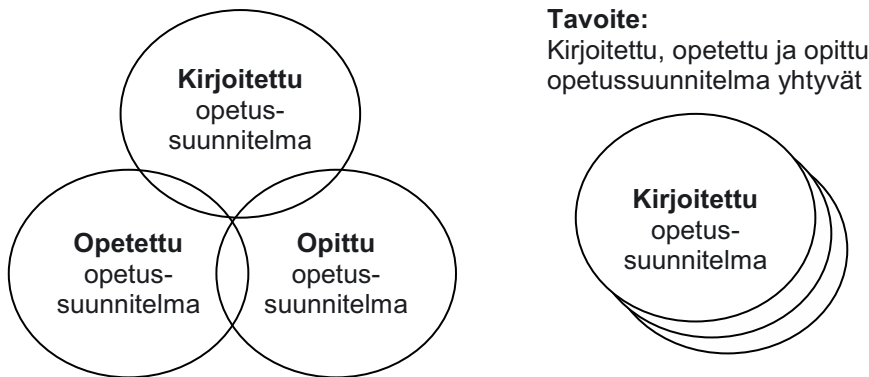 Kirjoitettu
opetus-
suunnitelma
Opetettu
opetus-
suunnitelma
Opittu
opetus-
suunnitelma
Tavoite:
Kirjoitettu, opetettu ja opittu
opetussuunnitelma yhtyvät
Kirjoitettu
opetus-
suunnitelma